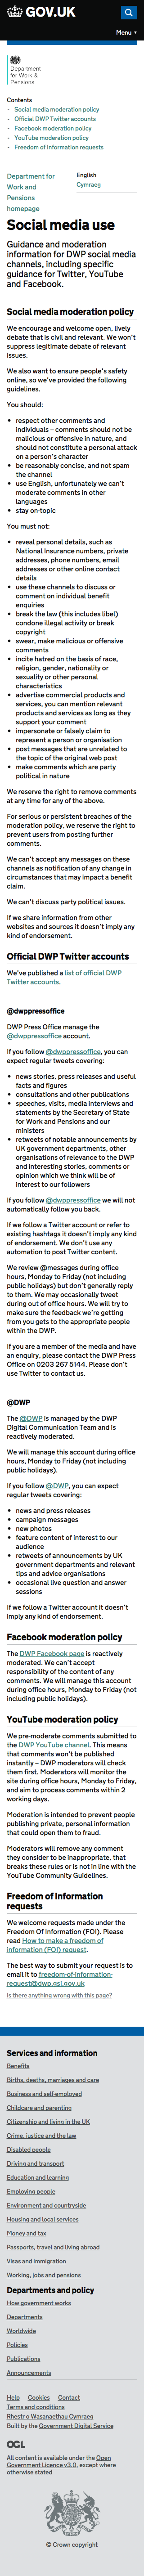 GOV.UK
Menu
Department
for Work &
Pensions
Contents
- Social media moderation policy
- Official DWP Twitter accounts
- Facebook moderation policy
- YouTube moderation policy
- Freedom of Information requests
Department for
Work and
Pensions
homepage
English
Cymraeg
Social media use
Guidance and moderation
information for DWP social media
channels, including specific
guidance for Twitter, YouTube
and Facebook.
Social media moderation policy
We encourage and welcome open, lively
debate that is civil and relevant. We won't
suppress legitimate debate of relevant
issues.
We also want to ensure people's safety
online, so we've provided the following
guidelines.
You should:
• respect other comments and
individuals – comments should not be
malicious or offensive in nature, and
should not constitute a personal attack
on a person's character
• be reasonably concise, and not spam
the channel
• use English, unfortunately we can't
moderate comments in other
languages
• stay on-topic
You must not:
• reveal personal details, such as
National Insurance numbers, private
addresses, phone numbers, email
addresses or other online contact
details
• use these channels to discuss or
comment on individual benefit
enquiries
• break the law (this includes libel)
condone illegal activity or break
copyright
• swear, make malicious or offensive
comments
• incite hatred on the basis of race,
religion, gender, nationality or
sexuality or other personal
characteristics
• advertise commercial products and
services, you can mention relevant
products and services as long as they
support your comment
• impersonate or falsely claim to
represent a person or organisation
• post messages that are unrelated to
the topic of the original web post
• make comments which are party
political in nature
We reserve the right to remove comments
at any time for any of the above.
For serious or persistent breaches of the
moderation policy, we reserve the right to
prevent users from posting further
comments.
We can't accept any messages on these
channels as notification of any change in
circumstances that may impact a benefit
claim.
We can't discuss party political issues.
If we share information from other
websites and sources it doesn't imply any
kind of endorsement.
Official DWP Twitter accounts
We've published a list of official DWP
Twitter accounts.
@dwppressoffice
DWP Press Office manage the
@dwppressoffice account.
If you follow @dwppressoffice, you can
expect regular tweets covering:
• news stories, press releases and useful
facts and figures
• consultations and other publications
• speeches, visits, media interviews and
statements by the Secretary of State
for Work and Pensions and our
ministers
• retweets of notable announcements by
UK government departments, other
organisations of relevance to the DWP
and interesting stories, comments or
opinion which we think will be of
interest to our followers
If you follow @dwppressoffice we will not
automatically follow you back.
If we follow a Twitter account or refer to
existing hashtags it doesn't imply any kind
of endorsement. We don't use any
automation to post Twitter content.
We review @messages during office
hours, Monday to Friday (not including
public holidays) but don't generally reply
to them. We may occasionally tweet
during out of office hours. We will try to
make sure the feedback we're getting
from you gets to the appropriate people
within the DWP.
If you are a member of the media and have
an enquiry, please contact the DWP Press
Office on 0203 267 5144. Please don't
use Twitter to contact us.
@DWP
The @DWP is managed by the DWP
Digital Communication Team and is
reactively moderated.
We will manage this account during office
hours, Monday to Friday (not including
public holidays).
If you follow @DWP, you can expect
regular tweets covering:
• news and press releases
• campaign messages
• new photos
• feature content of interest to our
audience
• retweets of announcements by UK
government departments and relevant
tips and advice organisations
• occasional live question and answer
sessions
If we follow a Twitter account it doesn't
imply any kind of endorsement.
Facebook moderation policy
The DWP Facebook page is reactively
moderated. We can't accept
responsibility of the content of any
comments. We will manage this account
during office hours, Monday to Friday (not
including public holidays).
YouTube moderation policy
We pre-moderate comments submitted to
the DWP YouTube channel. This means
that comments won't be published
instantly – DWP moderators will check
them first. Moderators will monitor the
site during office hours, Monday to Friday,
and aim to process comments within 2
working days.
Moderation is intended to prevent people
publishing private, personal information
that could open them to fraud.
Moderators will remove any comment
they consider to be inappropriate, that
breaks these rules or is not in line with the
YouTube Community Guidelines.
Freedom of Information
requests
We welcome requests made under the
Freedom Of Information (FOI). Please
read How to make a freedom of
information (FOI) request.
The best way to submit your request is to
email it to freedom-of-information-
request@dwp.gsi.gov.uk
Is there anything wrong with this page?
Services and information
Benefits
Births, deaths, marriages and care
Business and self-employed
Childcare and parenting
Citizenship and living in the UK
Crime, justice and the law
Disabled people
Driving and transport
Education and learning
Employing people
Environment and countryside
Housing and local services
Money and tax
Passports, travel and living abroad
Visas and immigration
Working, jobs and pensions
Departments and policy
How government works
Departments
Worldwide
Policies
Publications
Announcements
Help Cookies Contact
Terms and conditions
Rhestr o Wasanaethau Cymraeg
Built by the Government Digital Service
OGL
All content is available under the Open
Government Licence v3.0, except where
otherwise stated
© Crown copyright